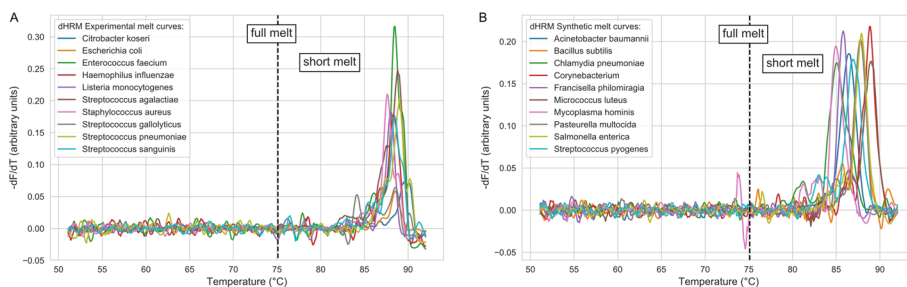 A
dHRM Experimental melt curves:
Citrobacter koseri
Escherichia coli
Enterococcus faecium
Haemophilus influenzae
Listeria monocytogenes
Streptococcus agalactiae
Staphylococcus aureus
Streptococcus gallolyticus
Streptococcus pneumoniae
Streptococcus sanguinis
full melt
short melt
-dF/dT (arbitrary units)
0.30
0.25
0.20
0.15
0.10
0.05
0.00
−0.05
50 55 60 65 70 75 80 85 90
Temperature (°C)
B
dHRM Synthetic melt curves:
Acinetobacter baumannii
Bacillus subtilis
Chlamydia pneumoniae
Corynebacterium
Francisella philomiragia
Micrococcus luteus
Mycoplasma hominis
Pasteurella multocida
Salmonella enterica
Streptococcus pyogenes
full melt
short melt
-dF/dT (arbitrary units)
0.20
0.15
0.10
0.05
0.00
−0.05
50 55 60 65 70 75 80 85 90
Temperature (°C)